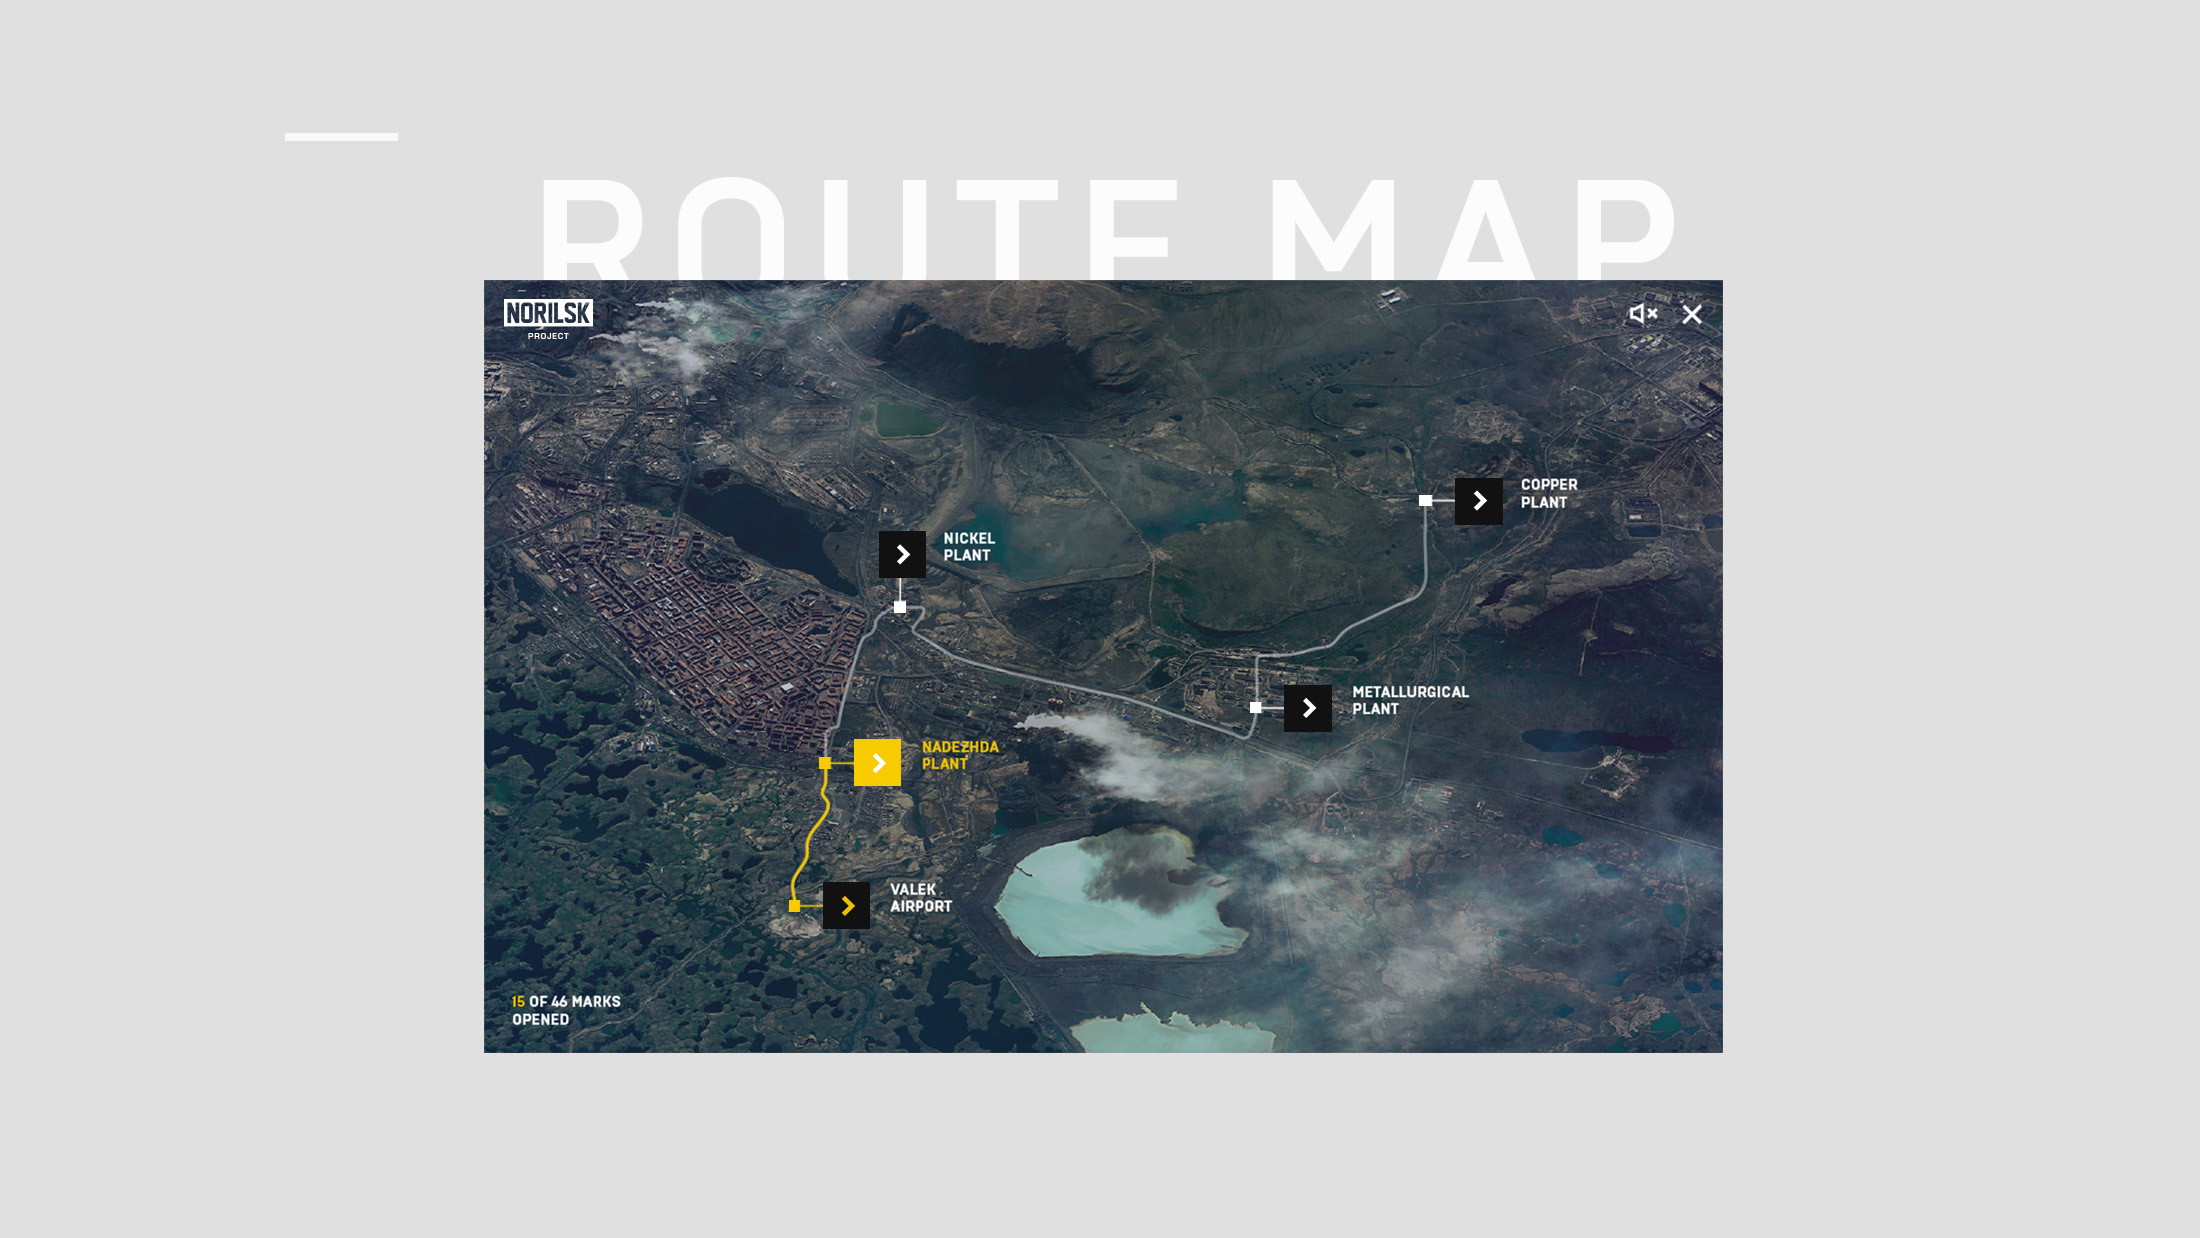 ROUTE MAP
NORILSK
PROJECT
COPPER
PLANT
NICKEL
PLANT
METALLURGICAL
PLANT
NADEZHDA
PLANT
VALEK
AIRPORT
15 OF 46 MARKS
OPENED